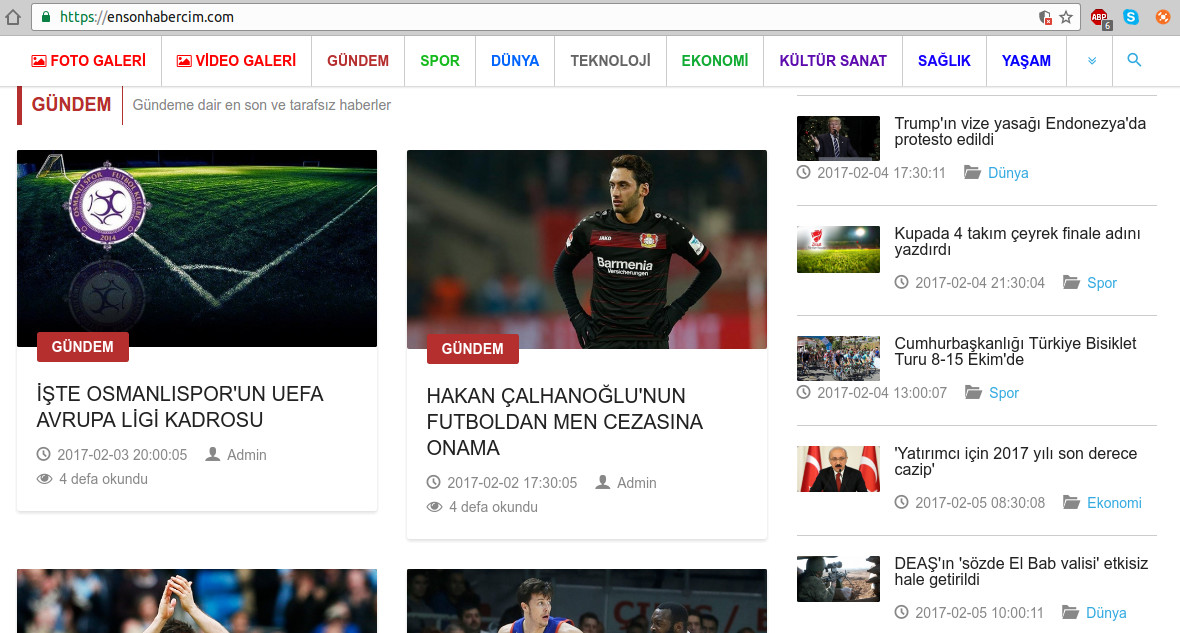 https://ensonhabercim.com
ABP
6
FOTO GALERİ
VİDEO GALERİ
GÜNDEM
SPOR
DÜNYA
TEKNOLOJİ
EKONOMİ
KÜLTÜR SANAT
SAĞLIK
YAŞAM
GÜNDEM
Gündeme dair en son ve tarafsız haberler
OSMANLISPOR FUTBOL KULÜBÜ
2014
GÜNDEM
İŞTE OSMANLISPOR'UN UEFA
AVRUPA LİGİ KADROSU
2017-02-03 20:00:05 Admin
4 defa okundu
JAKO
Barmenia
Versicherungen
GÜNDEM
HAKAN ÇALHANOĞLU'NUN
FUTBOLDAN MEN CEZASINA
ONAMA
2017-02-02 17:30:05 Admin
4 defa okundu
Trump'ın vize yasağı Endonezya'da
protesto edildi
2017-02-04 17:30:11 Dünya
Kupada 4 takım çeyrek finale adını
yazdırdı
2017-02-04 21:30:04 Spor
Cumhurbaşkanlığı Türkiye Bisiklet
Turu 8-15 Ekim'de
2017-02-04 13:00:07 Spor
'Yatırımcı için 2017 yılı son derece
cazip'
2017-02-05 08:30:08 Ekonomi
DEAŞ'ın 'sözde El Bab valisi' etkisiz
hale getirildi
2017-02-05 10:00:11 Dünya